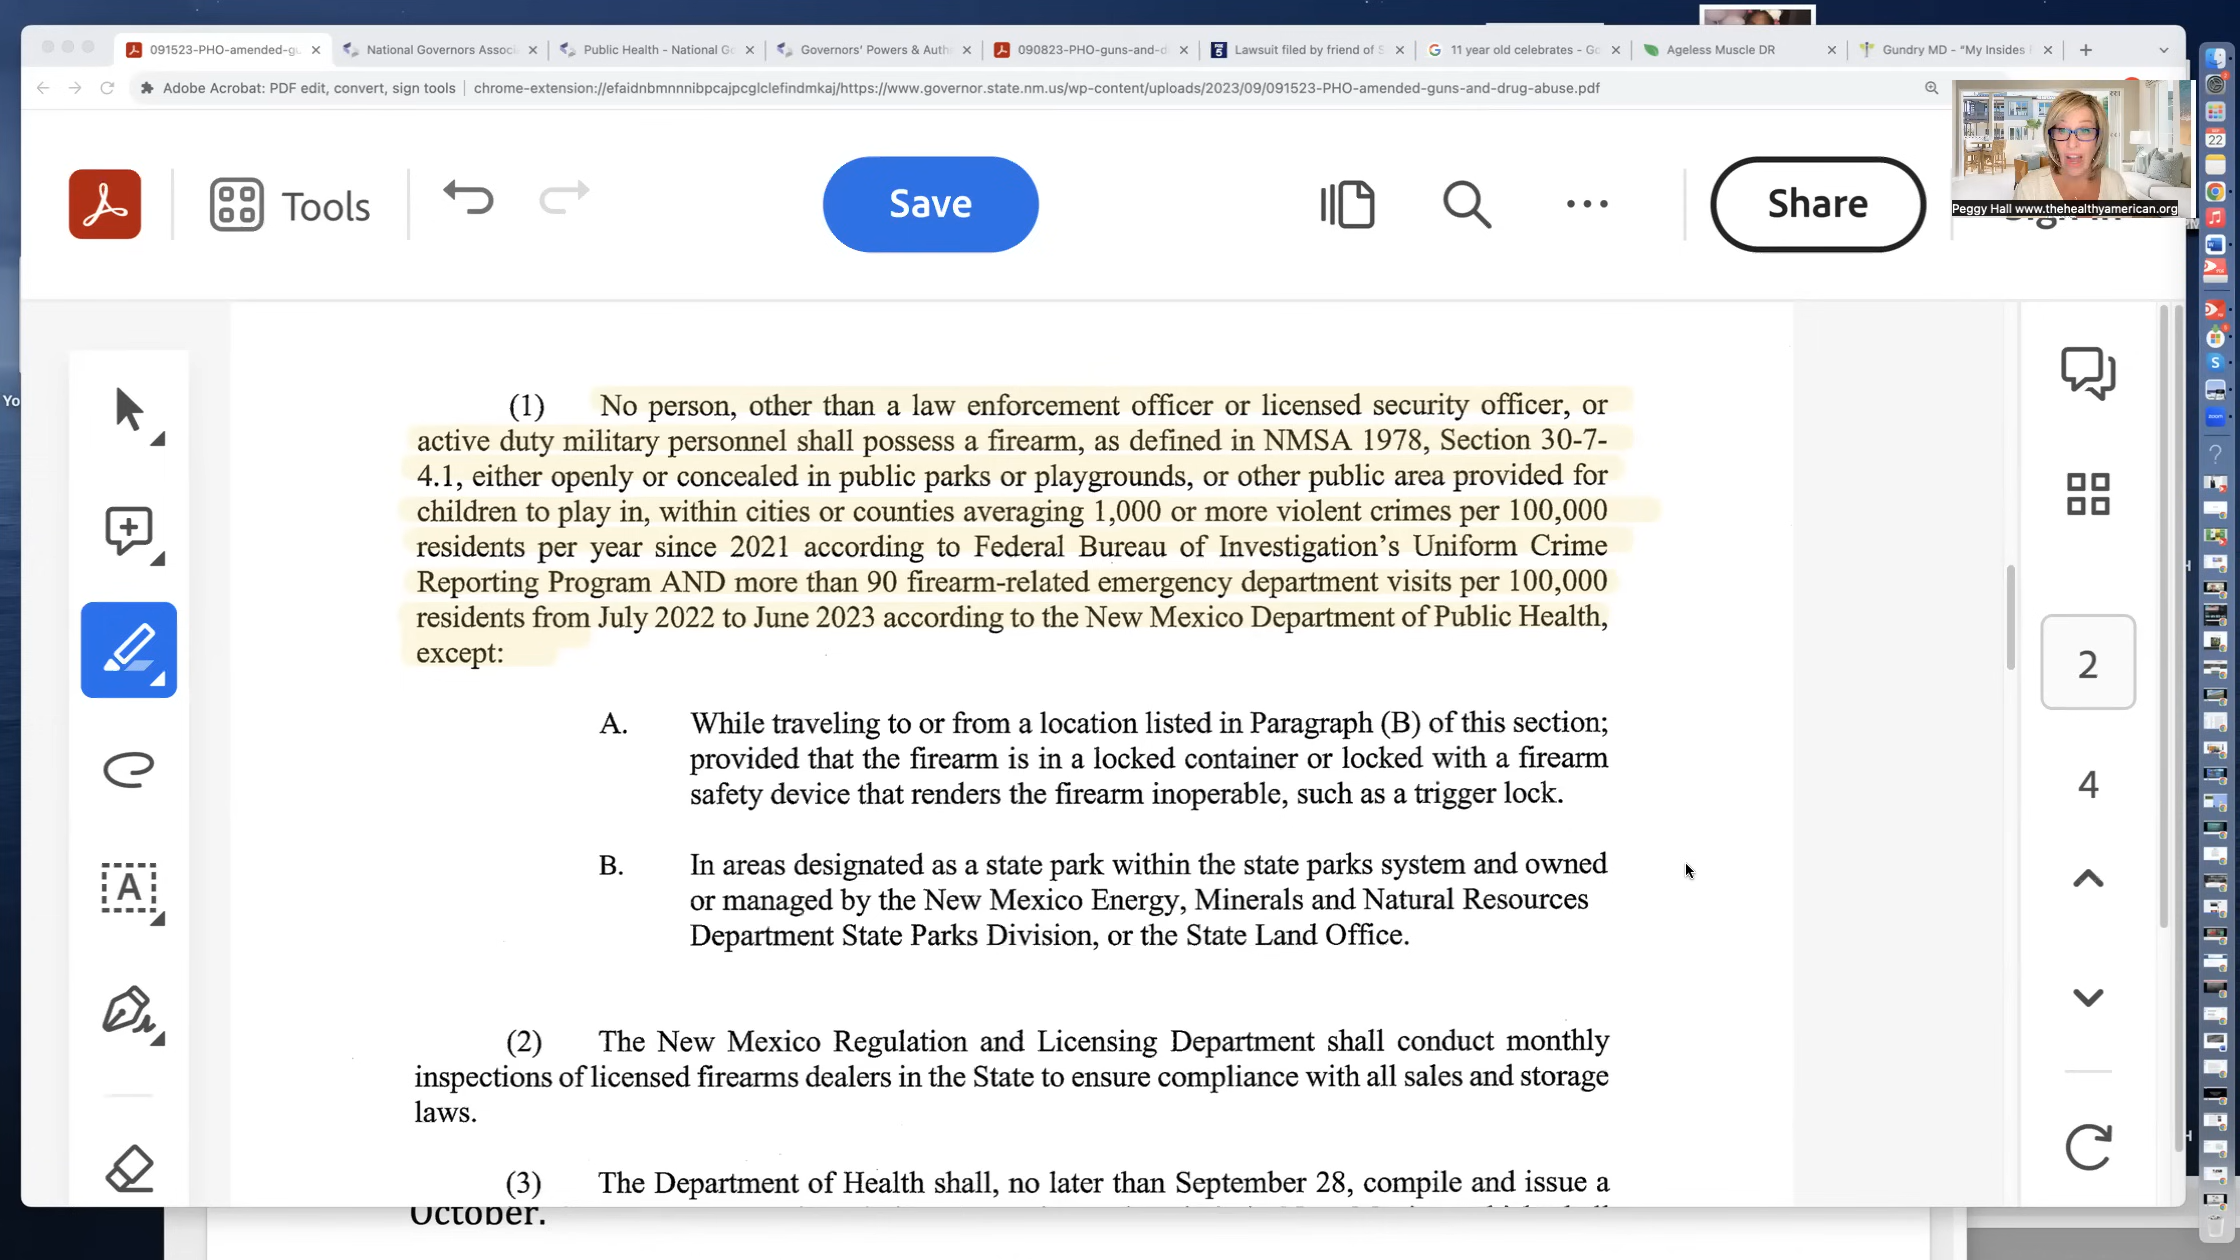 091523-PHO-amended-gu
National Governors Associ
Public Health - National Go
Governors' Powers & Autho
090823-PHO-guns-and-d
Lawsuit filed by friend of S
11 year old celebrates - Go
Ageless Muscle DR
Gundry MD - "My Insides F
Adobe Acrobat: PDF edit, convert, sign tools
chrome-extension://efaidnbmnnnibpcajpcglclefindmkaj/https://www.governor.state.nm.us/wp-content/uploads/2023/09/091523-PHO-amended-guns-and-drug-abuse.pdf
Tools
Save
Share
Peggy Hall www.thehealthyamerican.org
22
(1) No person, other than a law enforcement officer or licensed security officer, or
active duty military personnel shall possess a firearm, as defined in NMSA 1978, Section 30-7-
4.1, either openly or concealed in public parks or playgrounds, or other public area provided for
children to play in, within cities or counties averaging 1,000 or more violent crimes per 100,000
residents per year since 2021 according to Federal Bureau of Investigation's Uniform Crime
Reporting Program AND more than 90 firearm-related emergency department visits per 100,000
residents from July 2022 to June 2023 according to the New Mexico Department of Public Health,
except:
A. While traveling to or from a location listed in Paragraph (B) of this section;
provided that the firearm is in a locked container or locked with a firearm
safety device that renders the firearm inoperable, such as a trigger lock.
B. In areas designated as a state park within the state parks system and owned
or managed by the New Mexico Energy, Minerals and Natural Resources
Department State Parks Division, or the State Land Office.
(2) The New Mexico Regulation and Licensing Department shall conduct monthly
inspections of licensed firearms dealers in the State to ensure compliance with all sales and storage
laws.
(3) The Department of Health shall, no later than September 28, compile and issue a
October.
2
4
Yo
zoom